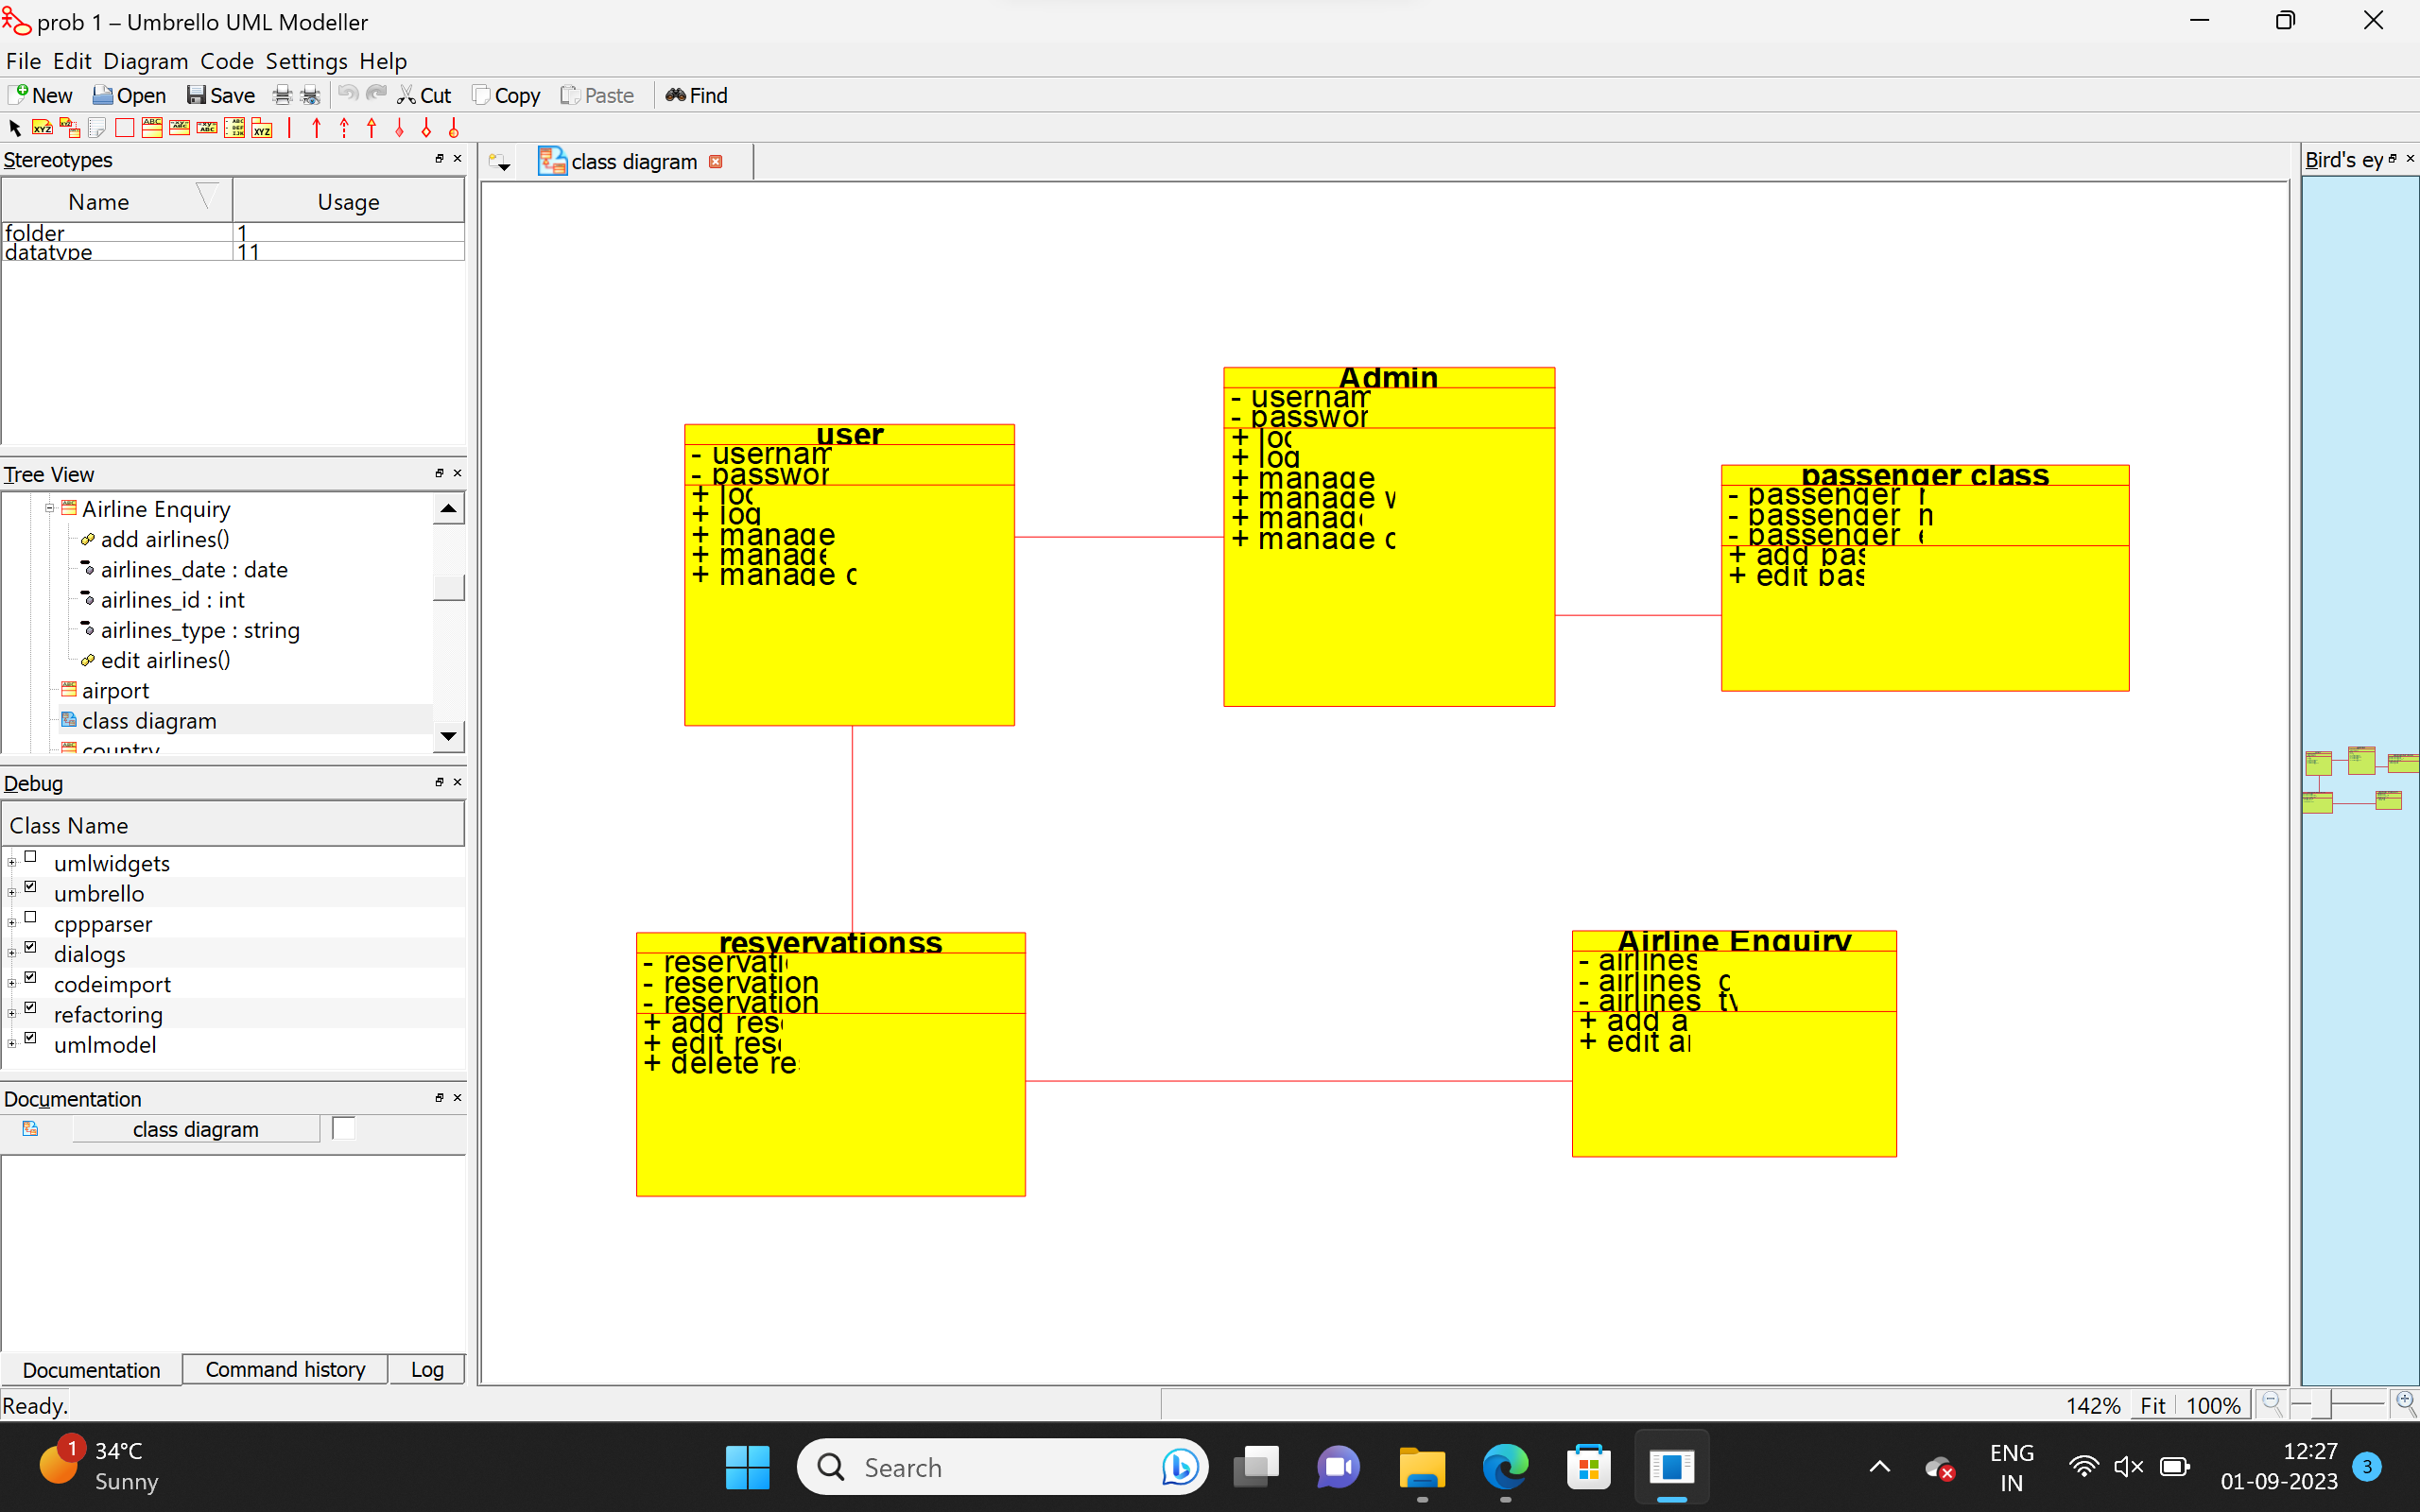 prob 1 – Umbrello UML Modeller
File Edit Diagram Code Settings Help
New Open Save Cut Copy Paste Find
Stereotypes
Name Usage
folder 1
datatype 11
Tree View
Airline Enquiry
add airlines()
airlines_date : date
airlines_id : int
airlines_type : string
edit airlines()
airport
class diagram
country
Debug
Class Name
umlwidgets
umbrello
cppparser
dialogs
codeimport
refactoring
umlmodel
Documentation
class diagram
Documentation Command history Log
Ready.
class diagram
user
- usernam
- passwor
+ loc
+ log
+ manage
+ manage
+ manage c
Admin
- usernam
- passwor
+ loc
+ log
+ manage
+ manage v
+ manag
+ manage c
passenger class
- passenger_
- passenger_n
- passenger_e
+ add pas
+ edit pas
resvervationss
- reservati
- reservation
- reservation
+ add res
+ edit res
+ delete re
Airline Enquiry
- airlines
- airlines_c
- airlines_ty
+ add a
+ edit ai
Bird's ey
142% Fit 100%
1
34°C
Sunny
Search
ENG
IN
12:27
01-09-2023
3